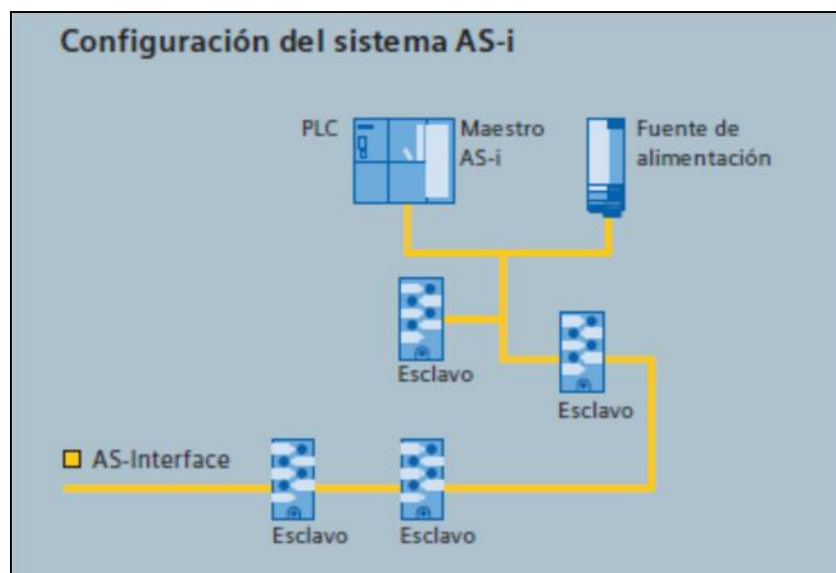 Configuración del sistema AS-i
PLC
Maestro
AS-i
Fuente de
alimentación
Esclavo
Esclavo
AS-Interface
Esclavo
Esclavo